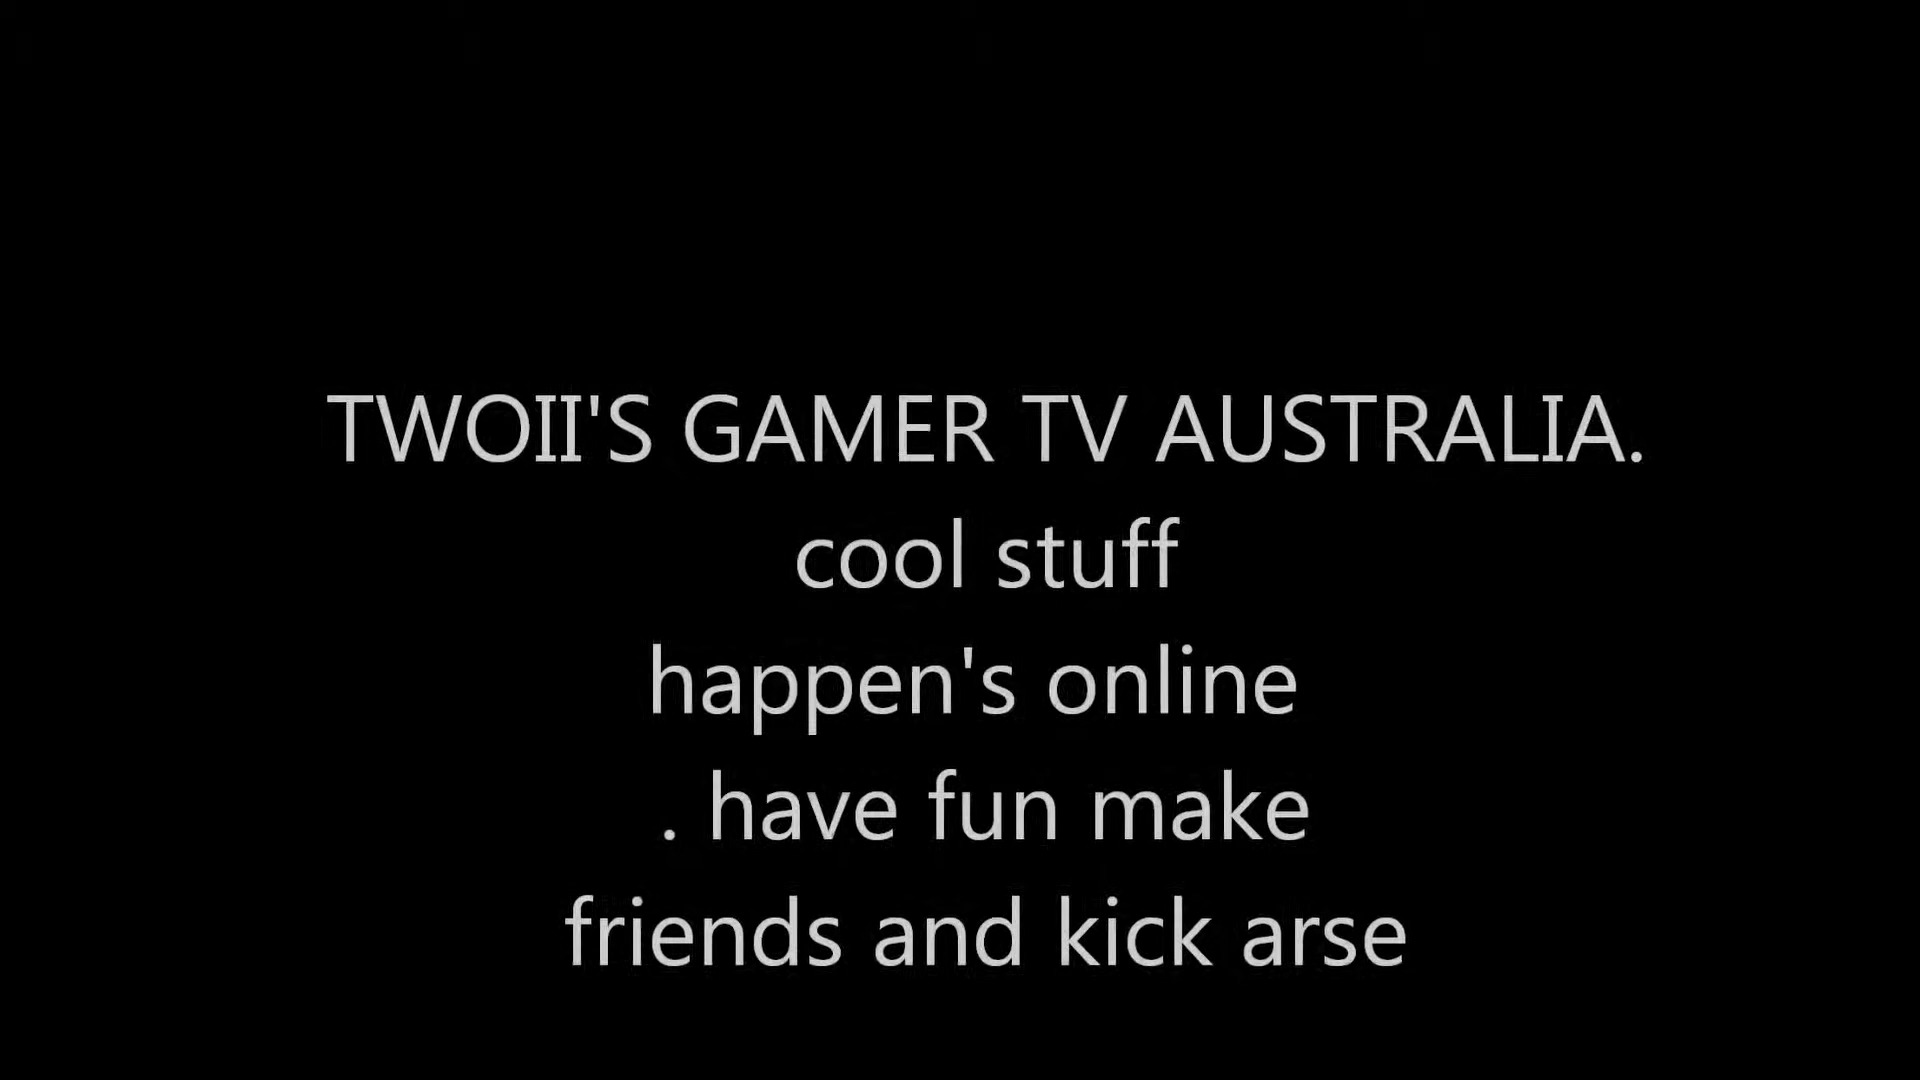 TWOII'S GAMER TV AUSTRALIA.
cool stuff
happen's online
. have fun make
friends and kick arse